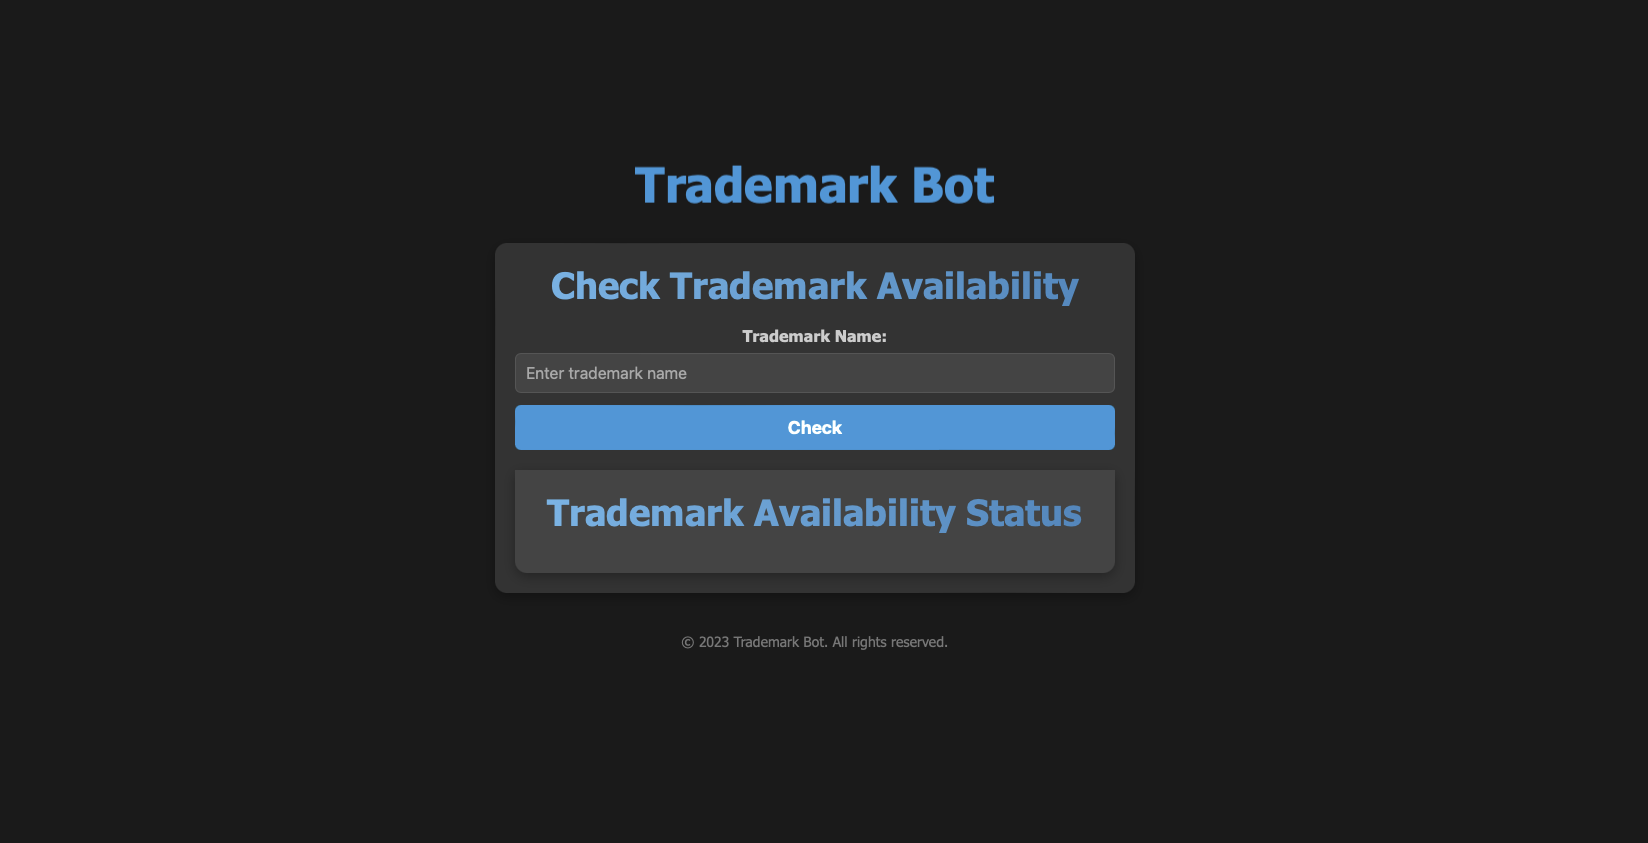 Trademark Bot
Check Trademark Availability
Trademark Name:
Enter trademark name
Check
Trademark Availability Status
© 2023 Trademark Bot. All rights reserved.